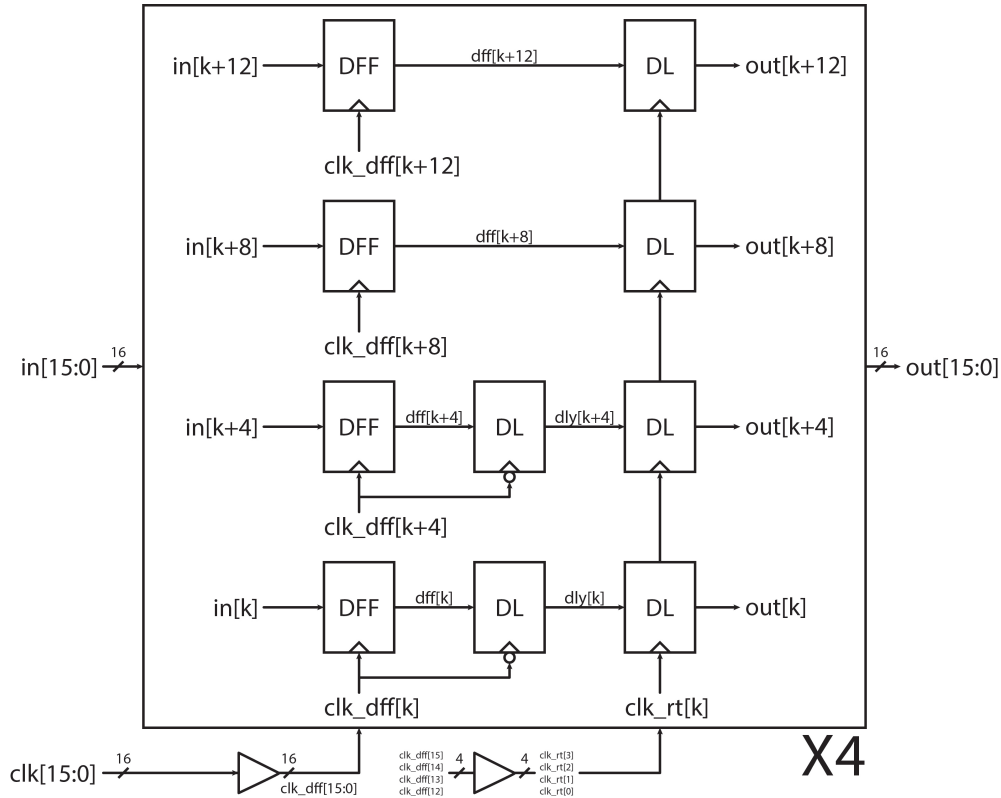 in[k+12] DFF dff[k+12] DL out[k+12]
clk_dff[k+12]
in[k+8] DFF dff[k+8] DL out[k+8]
clk_dff[k+8]
in[15:0] 16 16 out[15:0]
in[k+4] DFF dff[k+4] DL dly[k+4] DL out[k+4]
clk_dff[k+4]
in[k] DFF dff[k] DL dly[k] DL out[k]
clk_dff[k] clk_rt[k]
X4
clk[15:0] 16 16 clk_dff[15:0]
clk_dff[15] 4 4 clk_rt[3]
clk_dff[14] clk_rt[2]
clk_dff[13] clk_rt[1]
clk_dff[12] clk_rt[0]